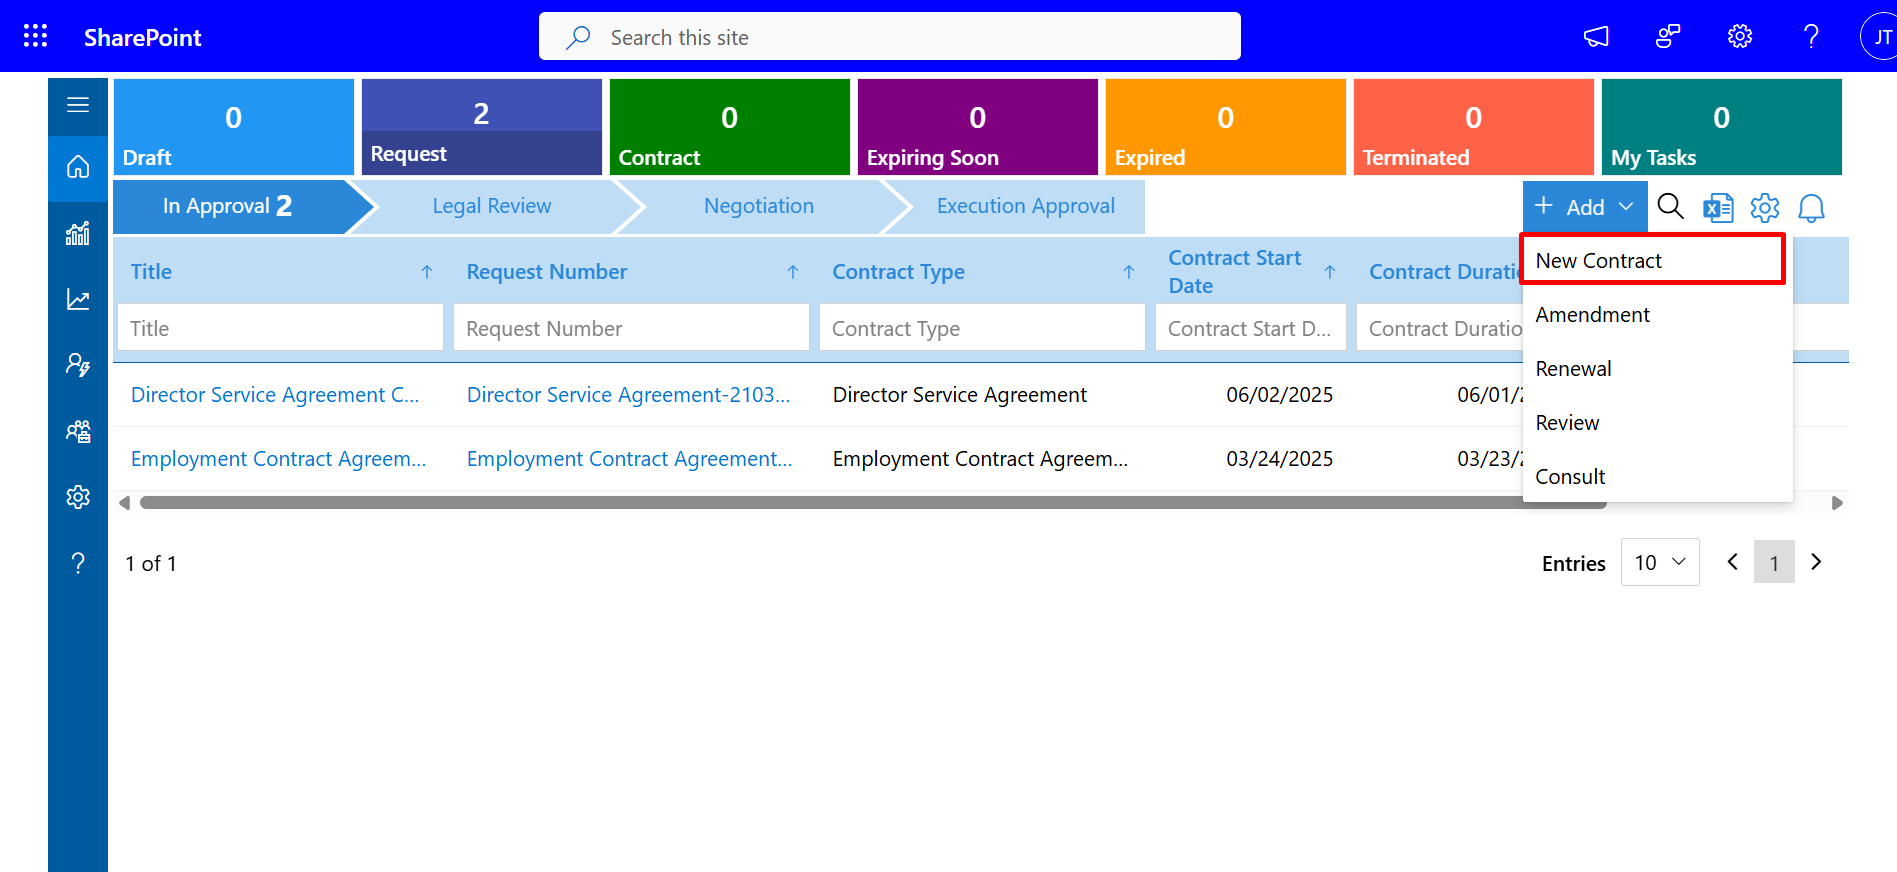 SharePoint
Search this site
JT
0
Draft
2
Request
0
Contract
0
Expiring Soon
0
Expired
0
Terminated
0
My Tasks
In Approval 2
Legal Review
Negotiation
Execution Approval
+ Add
New Contract
Amendment
Renewal
Review
Consult
Title
Request Number
Contract Type
Contract Start
Date
Contract Durati
Title
Request Number
Contract Type
Contract Start D...
Contract Duratio
Director Service Agreement C...
Director Service Agreement-2103...
Director Service Agreement
06/02/2025
06/01/2
Employment Contract Agreem...
Employment Contract Agreement...
Employment Contract Agreem...
03/24/2025
03/23/2
1 of 1
Entries
10
1